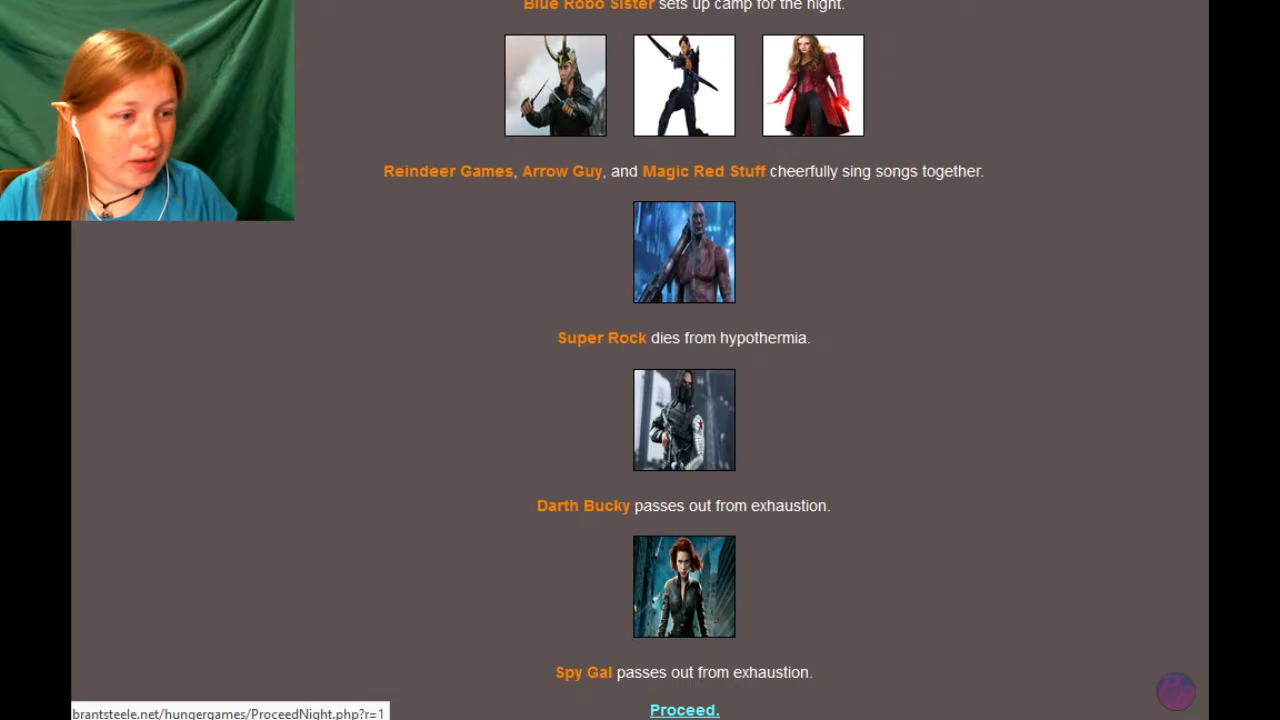 Blue Robo Sister sets up camp for the night.
Reindeer Games, Arrow Guy, and Magic Red Stuff cheerfully sing songs together.
Super Rock dies from hypothermia.
Darth Bucky passes out from exhaustion.
Spy Gal passes out from exhaustion.
Proceed.
brantsteele.net/hungergames/ProceedNight.php?r=1